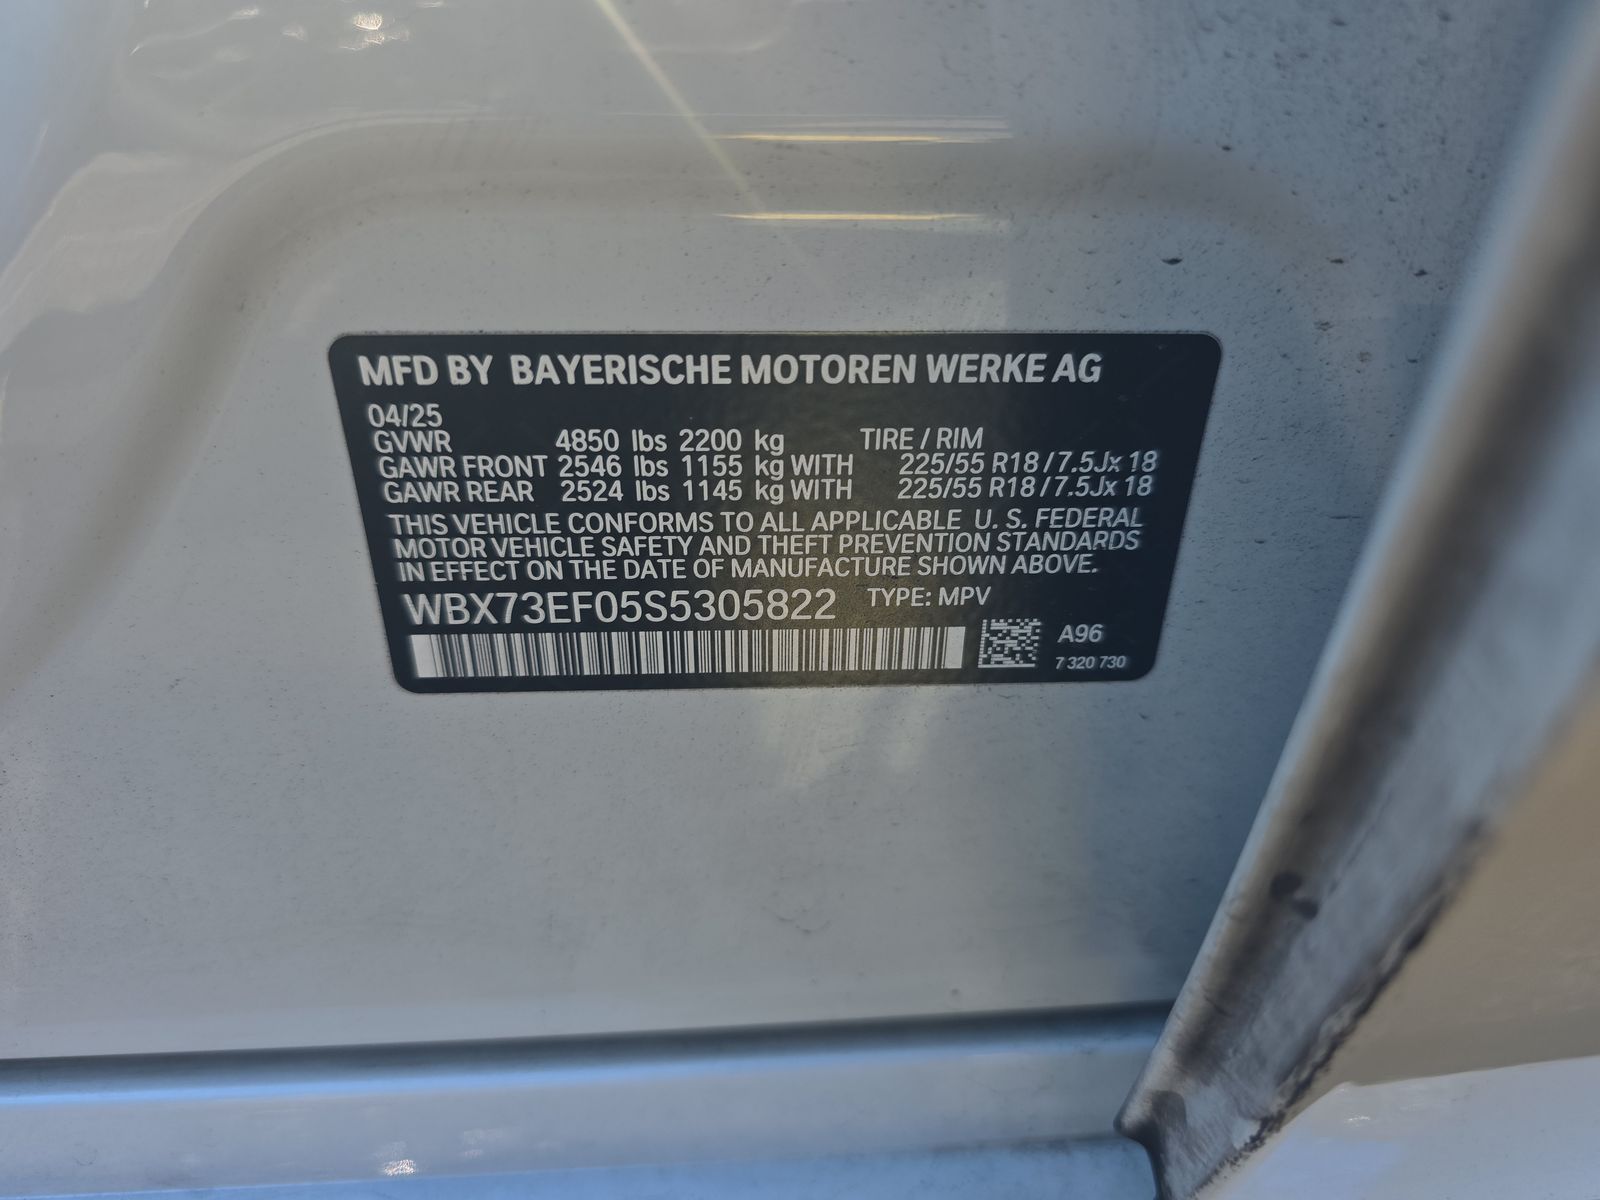 MFD BY BAYERISCHE MOTOREN WERKE AG
04/25
GVWR 4850 lbs 2200 kg TIRE / RIM
GAWR FRONT 2546 lbs 1155 kg WITH 225/55 R18 / 7.5Jx 18
GAWR REAR 2524 lbs 1145 kg WITH 225/55 R18 / 7.5Jx 18
THIS VEHICLE CONFORMS TO ALL APPLICABLE U. S. FEDERAL
MOTOR VEHICLE SAFETY AND THEFT PREVENTION STANDARDS
IN EFFECT ON THE DATE OF MANUFACTURE SHOWN ABOVE.
WBX73EF05S5305822 TYPE: MPV
A96
7 320 730